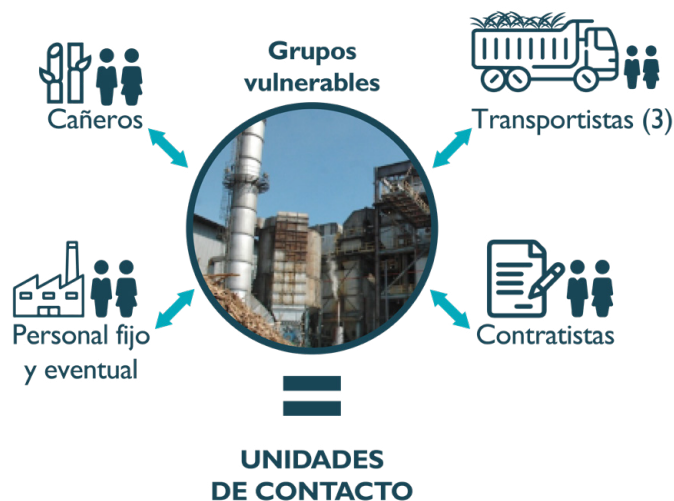 Grupos
vulnerables
Cañeros
Transportistas (3)
Personal fijo
y eventual
Contratistas
UNIDADES
DE CONTACTO